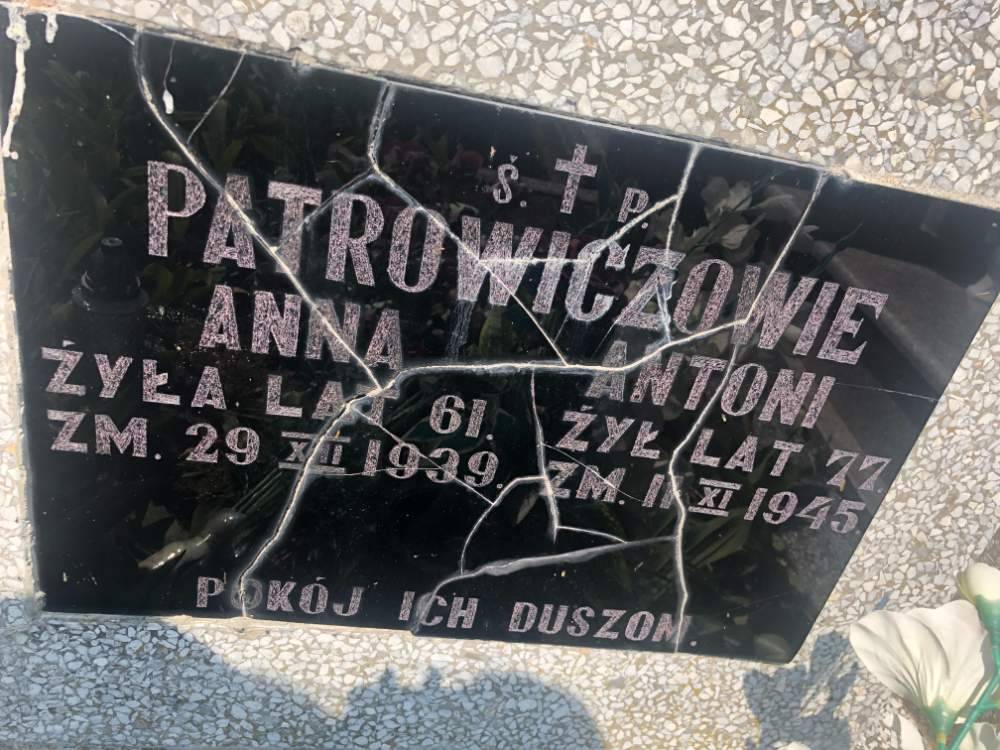 Ś. † p.
PATROWICZOWIE
ANNA ANTONI
ŻYŁA LAT 61. ŻYŁ LAT 77.
ZM. 29 XII 1939. ZM. 11 XI 1945
POKÓJ ICH DUSZOM.